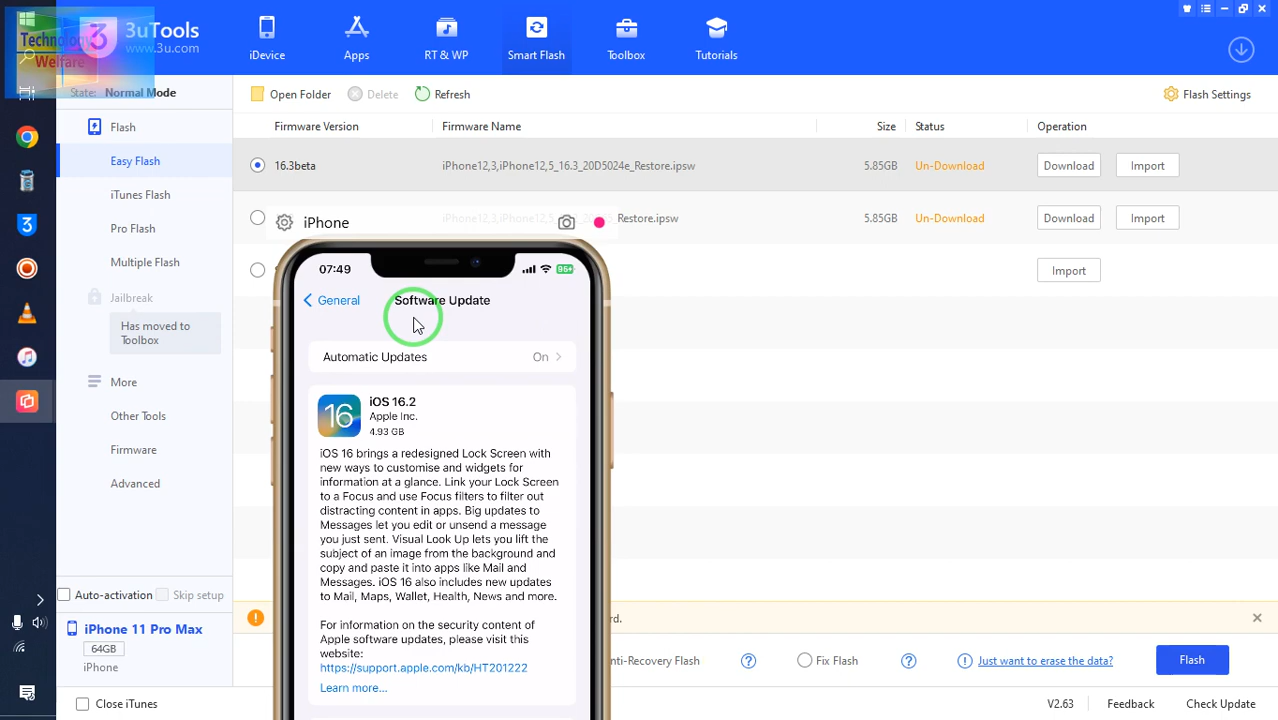 Technology
Welfare
3
3uTools
www.3u.com
iDevice
Apps
RT & WP
Smart Flash
Toolbox
Tutorials
State: Normal Mode
Open Folder
Delete
Refresh
Flash Settings
Flash
Easy Flash
iTunes Flash
Pro Flash
Multiple Flash
Jailbreak
Has moved to
Toolbox
More
Other Tools
Firmware
Advanced
Firmware Version Firmware Name Size Status Operation
16.3beta iPhone12,3,iPhone12,5_16.3_20D5024e_Restore.ipsw 5.85GB Un-Download Download Import
Restore.ipsw 5.85GB Un-Download Download Import
Import
iPhone
07:49
General
Software Update
Automatic Updates On
16
iOS 16.2
Apple Inc.
4.93 GB
iOS 16 brings a redesigned Lock Screen with
new ways to customise and widgets for
information at a glance. Link your Lock Screen
to a Focus and use Focus filters to filter out
distracting content in apps. Big updates to
Messages let you edit or unsend a message
you just sent. Visual Look Up lets you lift the
subject of an image from the background and
copy and paste it into apps like Mail and
Messages. iOS 16 also includes new updates
to Mail, Maps, Wallet, Health, News and more.
For information on the security content of
Apple software updates, please visit this
website:
https://support.apple.com/kb/HT201222
Learn more...
Auto-activation
Skip setup
iPhone 11 Pro Max
64GB
iPhone
rd.
nti-Recovery Flash
Fix Flash
Just want to erase the data?
Flash
Close iTunes
V2.63
Feedback
Check Update